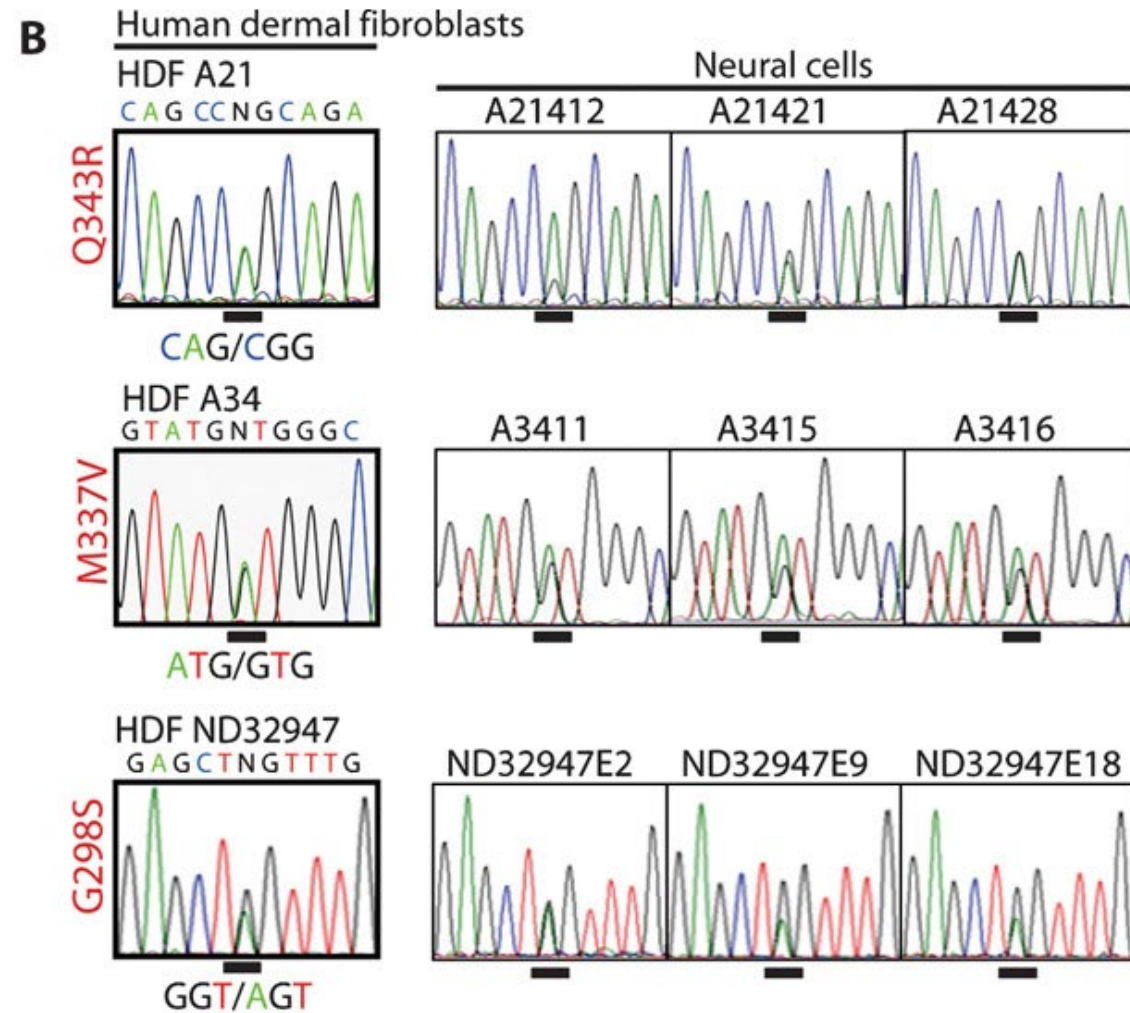 B
Human dermal fibroblasts
HDF A21
CAG CCNGCAGA
Neural cells
A21412 A21421 A21428
Q343R
CAG/CGG
HDF A34
GTATGNTGGGC
A3411 A3415 A3416
M337V
ATG/GTG
HDF ND32947
GAGCTNGTTTG
ND32947E2 ND32947E9 ND32947E18
G298S
GGT/AGT